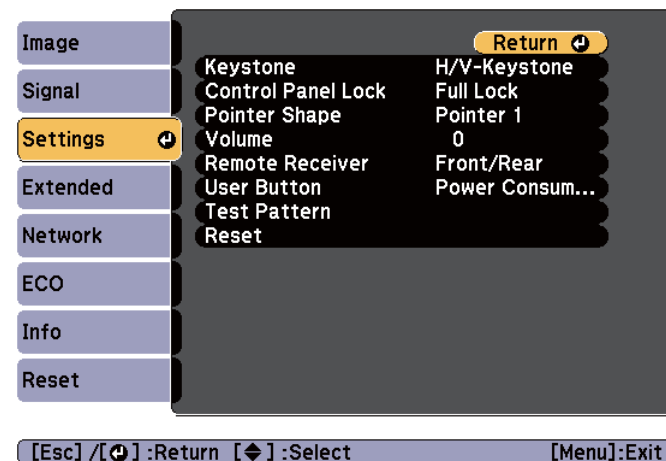 Image
Signal
Settings
Extended
Network
ECO
Info
Reset
Return
Keystone H/V-Keystone
Control Panel Lock Full Lock
Pointer Shape Pointer 1
Volume 0
Remote Receiver Front/Rear
User Button Power Consum...
Test Pattern
Reset
[Esc] /[⏎] :Return [◆] :Select [Menu]:Exit